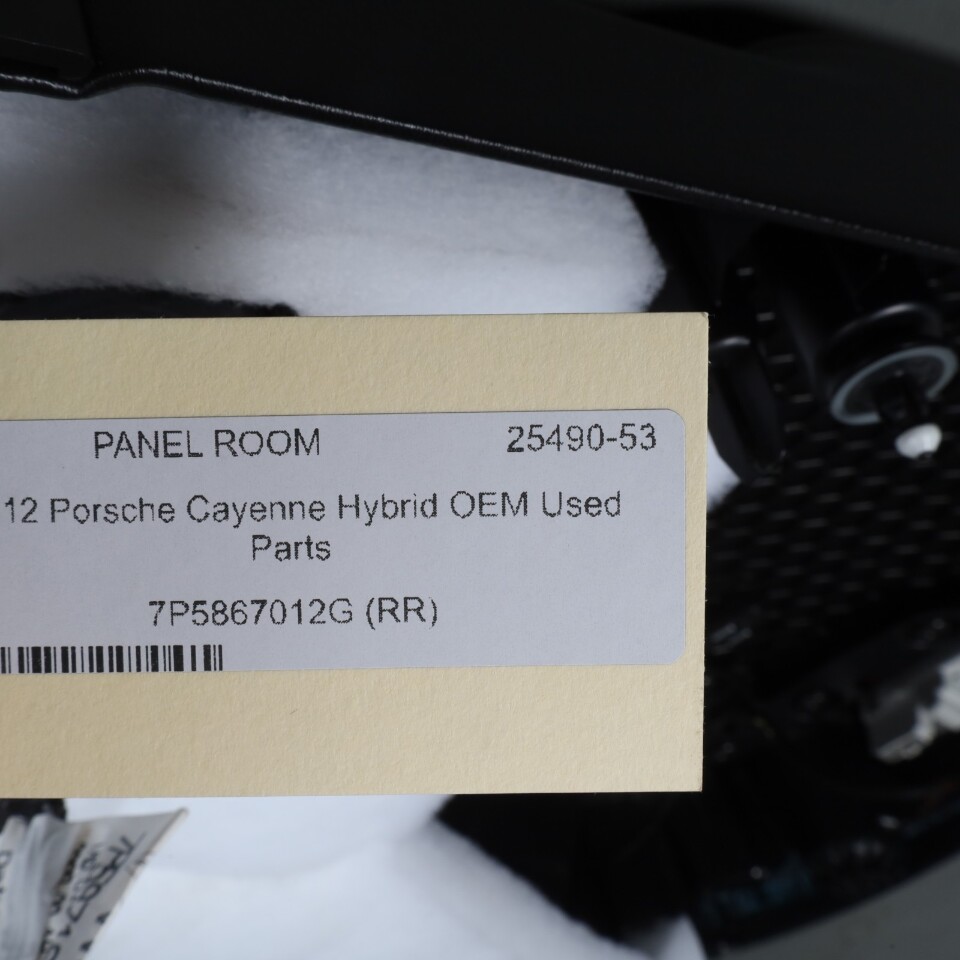 PANEL ROOM 25490-53
12 Porsche Cayenne Hybrid OEM Used
Parts
7P5867012G (RR)